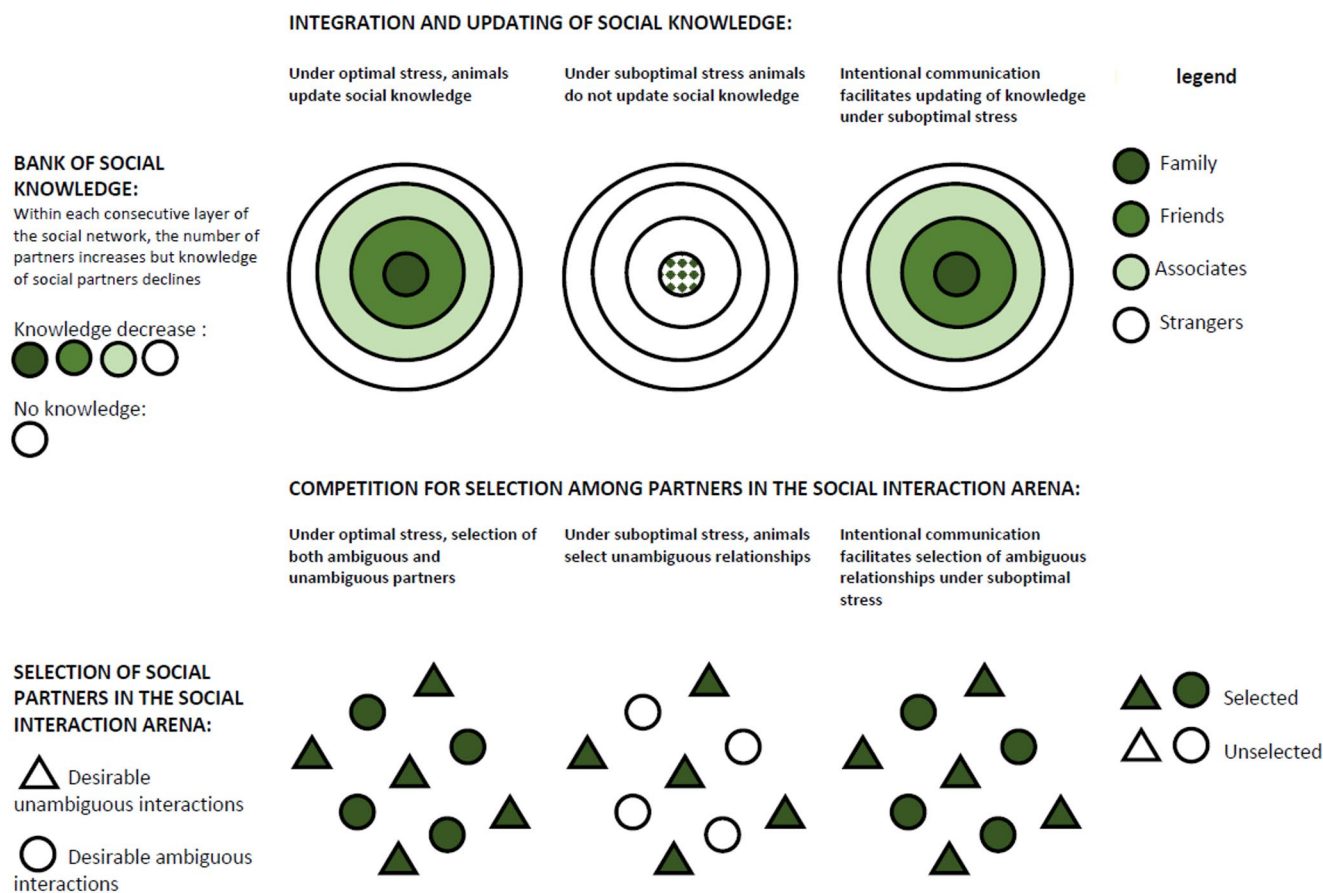 INTEGRATION AND UPDATING OF SOCIAL KNOWLEDGE:
Under optimal stress, animals
update social knowledge
Under suboptimal stress animals
do not update social knowledge
Intentional communication
facilitates updating of knowledge
under suboptimal stress
legend
BANK OF SOCIAL
KNOWLEDGE:
Within each consecutive layer of
the social network, the number of
partners increases but knowledge
of social partners declines
Knowledge decrease :
No knowledge:
Family
Friends
Associates
Strangers
COMPETITION FOR SELECTION AMONG PARTNERS IN THE SOCIAL INTERACTION ARENA:
Under optimal stress, selection of
both ambiguous and
unambiguous partners
Under suboptimal stress, animals
select unambiguous relationships
Intentional communication
facilitates selection of ambiguous
relationships under suboptimal
stress
SELECTION OF SOCIAL
PARTNERS IN THE SOCIAL
INTERACTION ARENA:
Desirable
unambiguous interactions
Desirable ambiguous
interactions
Selected
Unselected